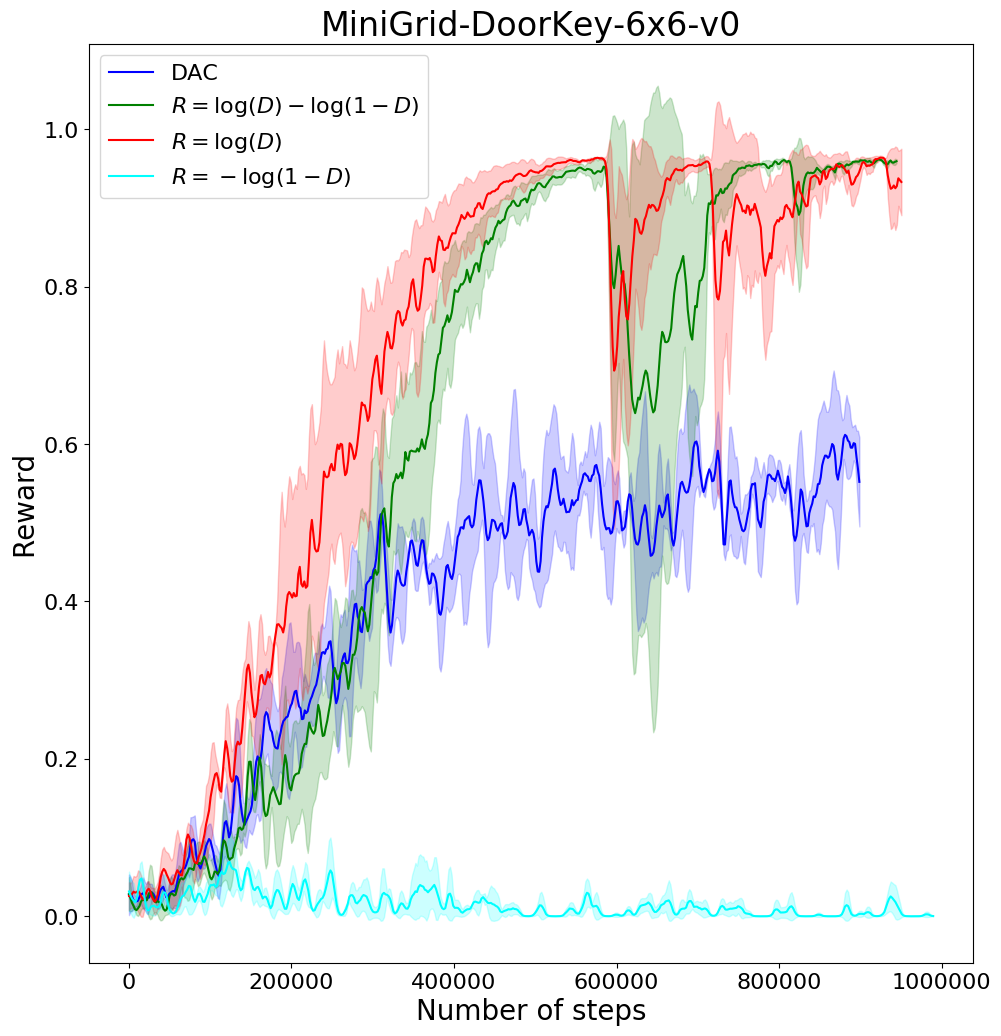 MiniGrid-DoorKey-6x6-v0
DAC
R = log(D) − log(1 − D)
R = log(D)
R = − log(1 − D)
Reward
1.0
0.8
0.6
0.4
0.2
0.0
0 200000 400000 600000 800000 1000000
Number of steps